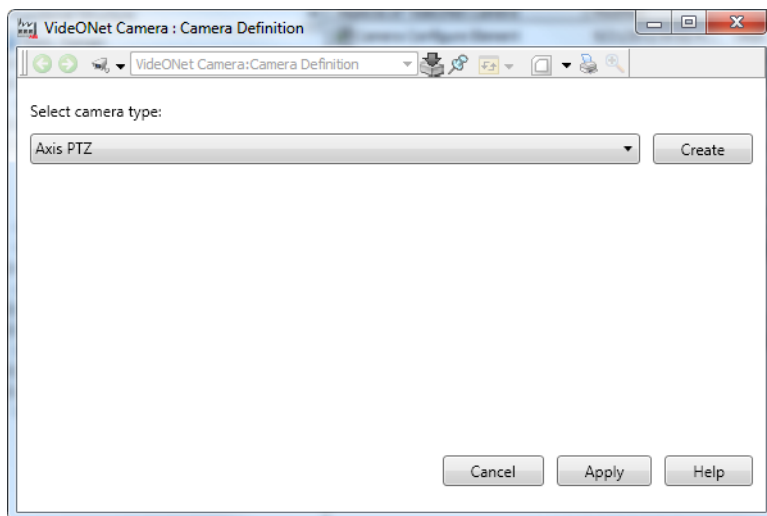 VideONet Camera : Camera Definition
VideONet Camera:Camera Definition
Select camera type:
Axis PTZ
Create
Cancel
Apply
Help